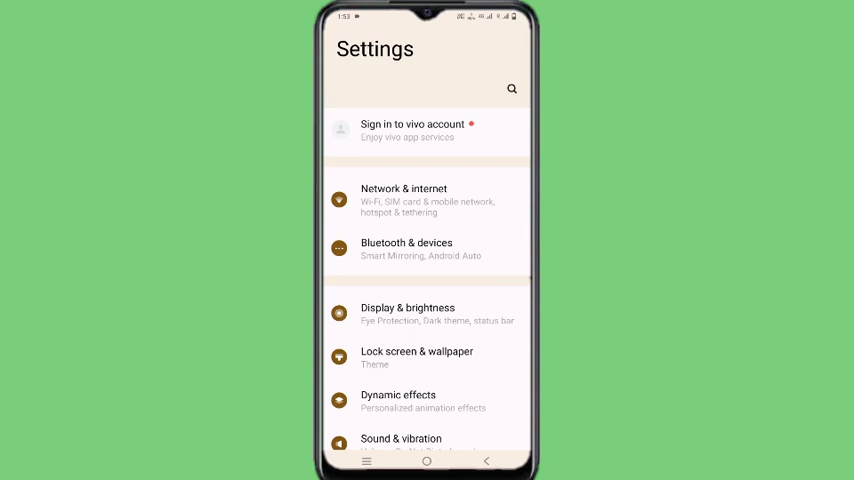 1:53
Settings
Sign in to vivo account
Enjoy vivo app services
Network & internet
Wi-Fi, SIM card & mobile network,
hotspot & tethering
Bluetooth & devices
Smart Mirroring, Android Auto
Display & brightness
Eye Protection, Dark theme, status bar
Lock screen & wallpaper
Theme
Dynamic effects
Personalized animation effects
Sound & vibration